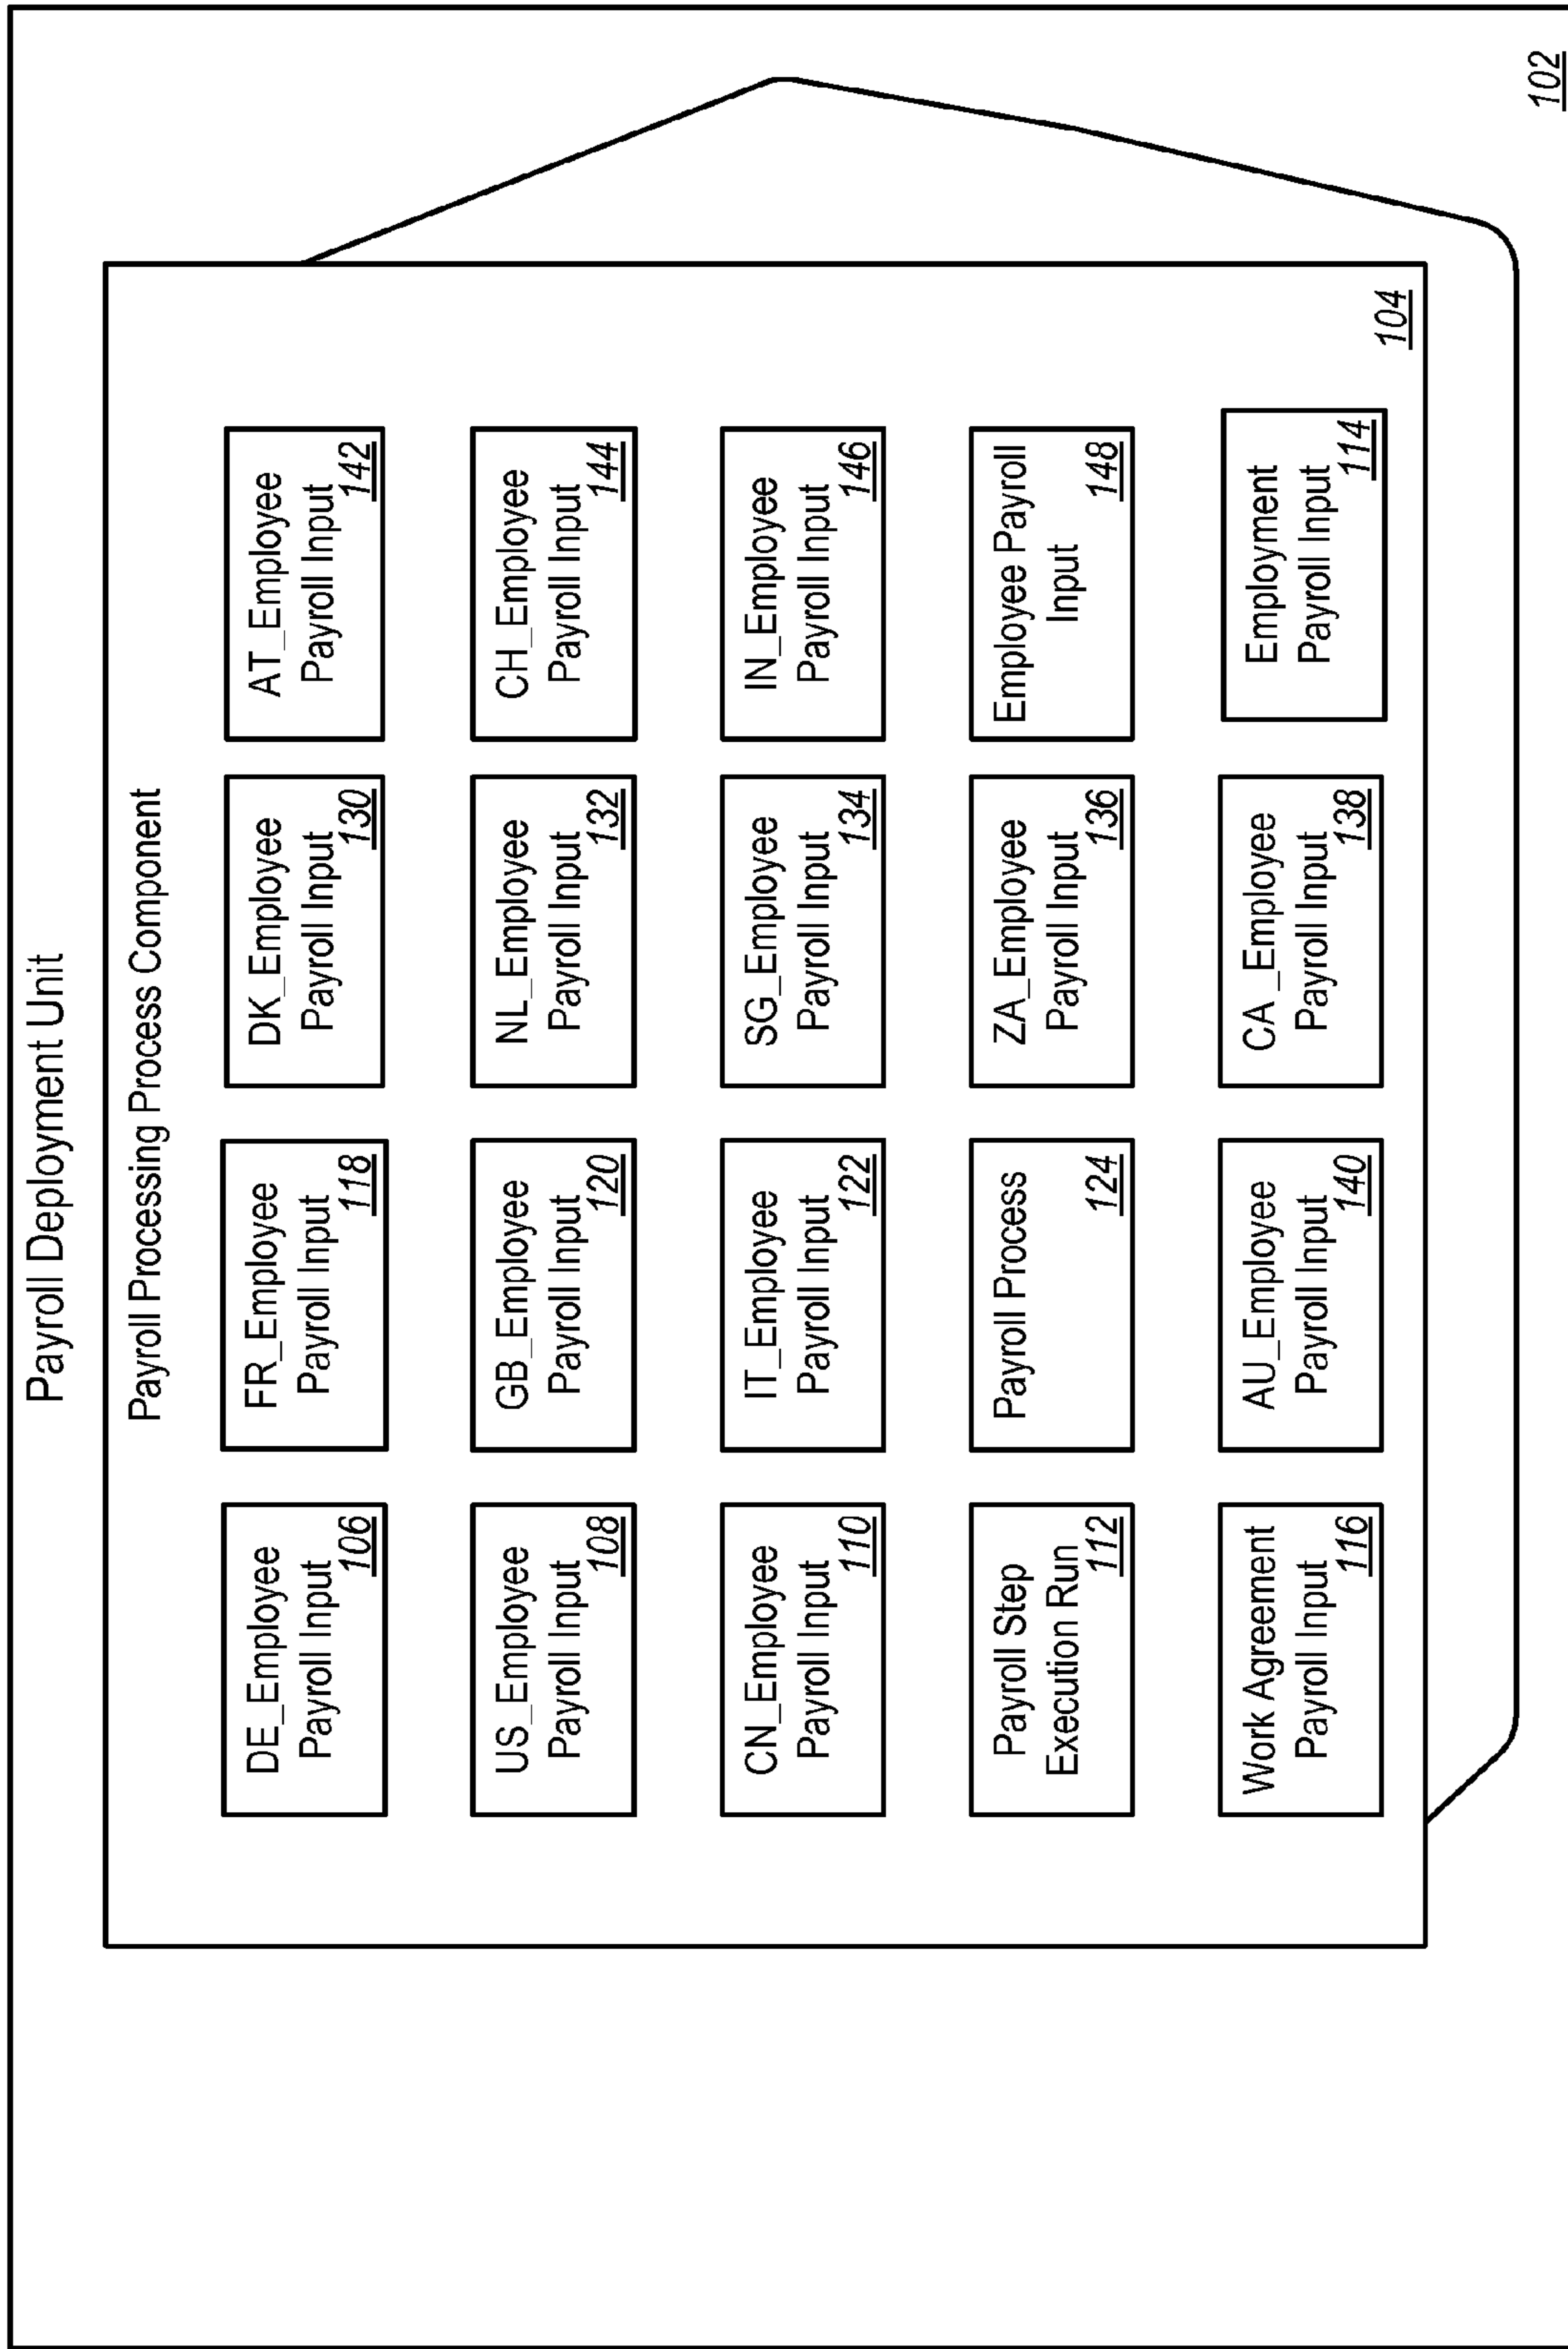 Payroll Deployment Unit
Payroll Processing Process Component
DE_Employee
Payroll Input
106
FR_Employee
Payroll Input
118
DK_Employee
Payroll Input
130
AT_Employee
Payroll Input
142
US_Employee
Payroll Input
108
GB_Employee
Payroll Input
120
NL_Employee
Payroll Input
132
CH_Employee
Payroll Input
144
CN_Employee
Payroll Input
110
IT_Employee
Payroll Input
122
SG_Employee
Payroll Input
134
IN_Employee
Payroll Input
146
Payroll Step
Execution Run
112
Payroll Process
124
ZA_Employee
Payroll Input
136
Employee Payroll
Input
148
Work Agreement
Payroll Input
116
AU_Employee
Payroll Input
140
CA _Employee
Payroll Input
138
Employment
Payroll Input
114
104
102